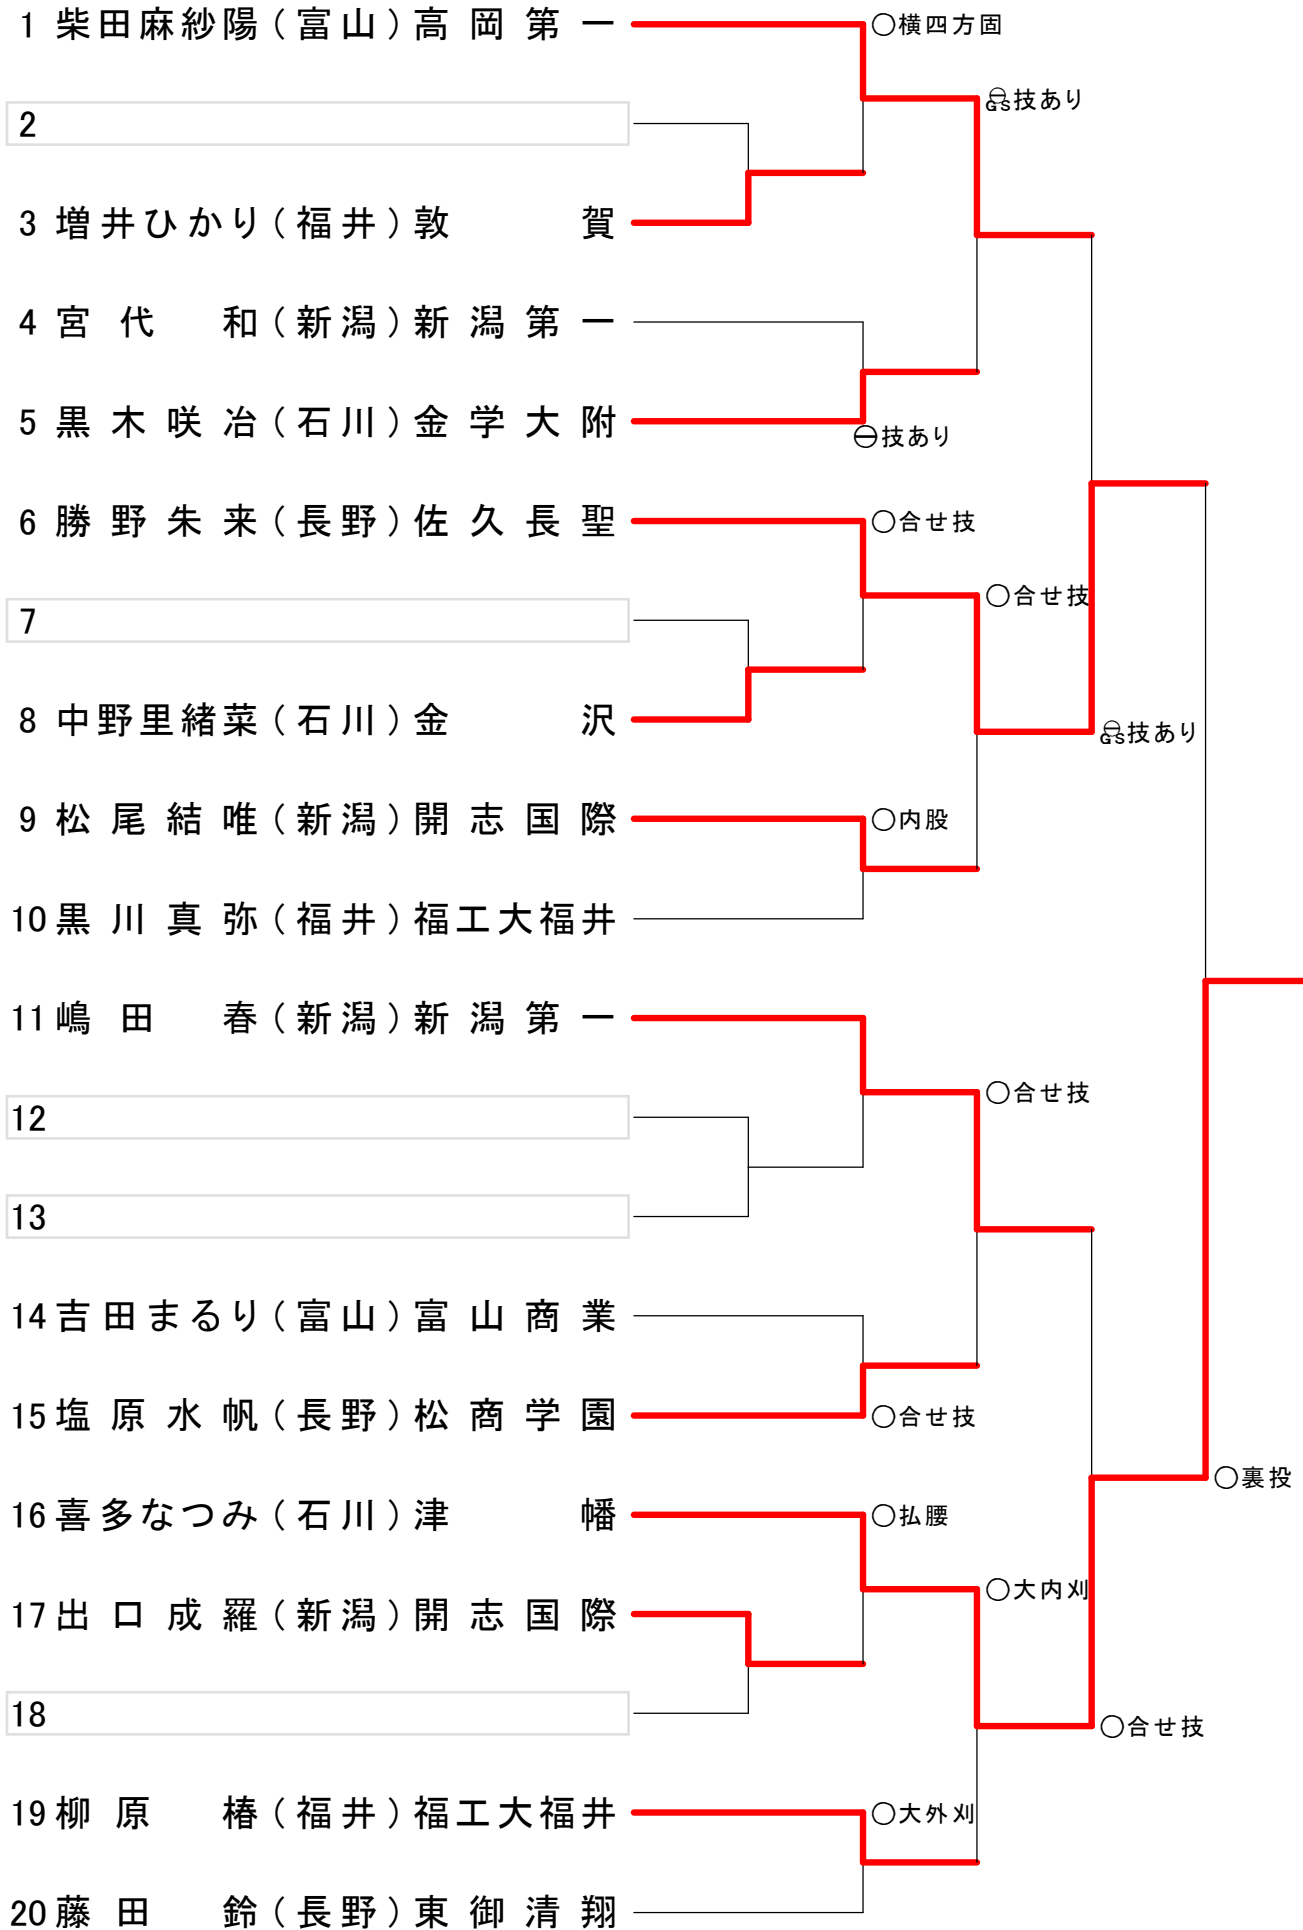 1 柴田麻紗陽(富山)高岡第一
○横四方固
GS技あり
2
3 増井ひかり(福井)敦賀
4 宮代和(新潟)新潟第一
5 黒木咲冶(石川)金学大附
技あり
6 勝野朱来(長野)佐久長聖
○合せ技
○合せ技
7
8 中野里緒菜(石川)金沢
GS技あり
9 松尾結唯(新潟)開志国際
○内股
10 黒川真弥(福井)福工大福井
11 嶋田春(新潟)新潟第一
○合せ技
12
13
14 吉田まるり(富山)富山商業
15 塩原水帆(長野)松商学園
○合せ技
○裏投
16 喜多なつみ(石川)津幡
○払腰
○大内刈
17 出口成羅(新潟)開志国際
18
○合せ技
19 柳原椿(福井)福工大福井
○大外刈
20 藤田鈴(長野)東御清翔